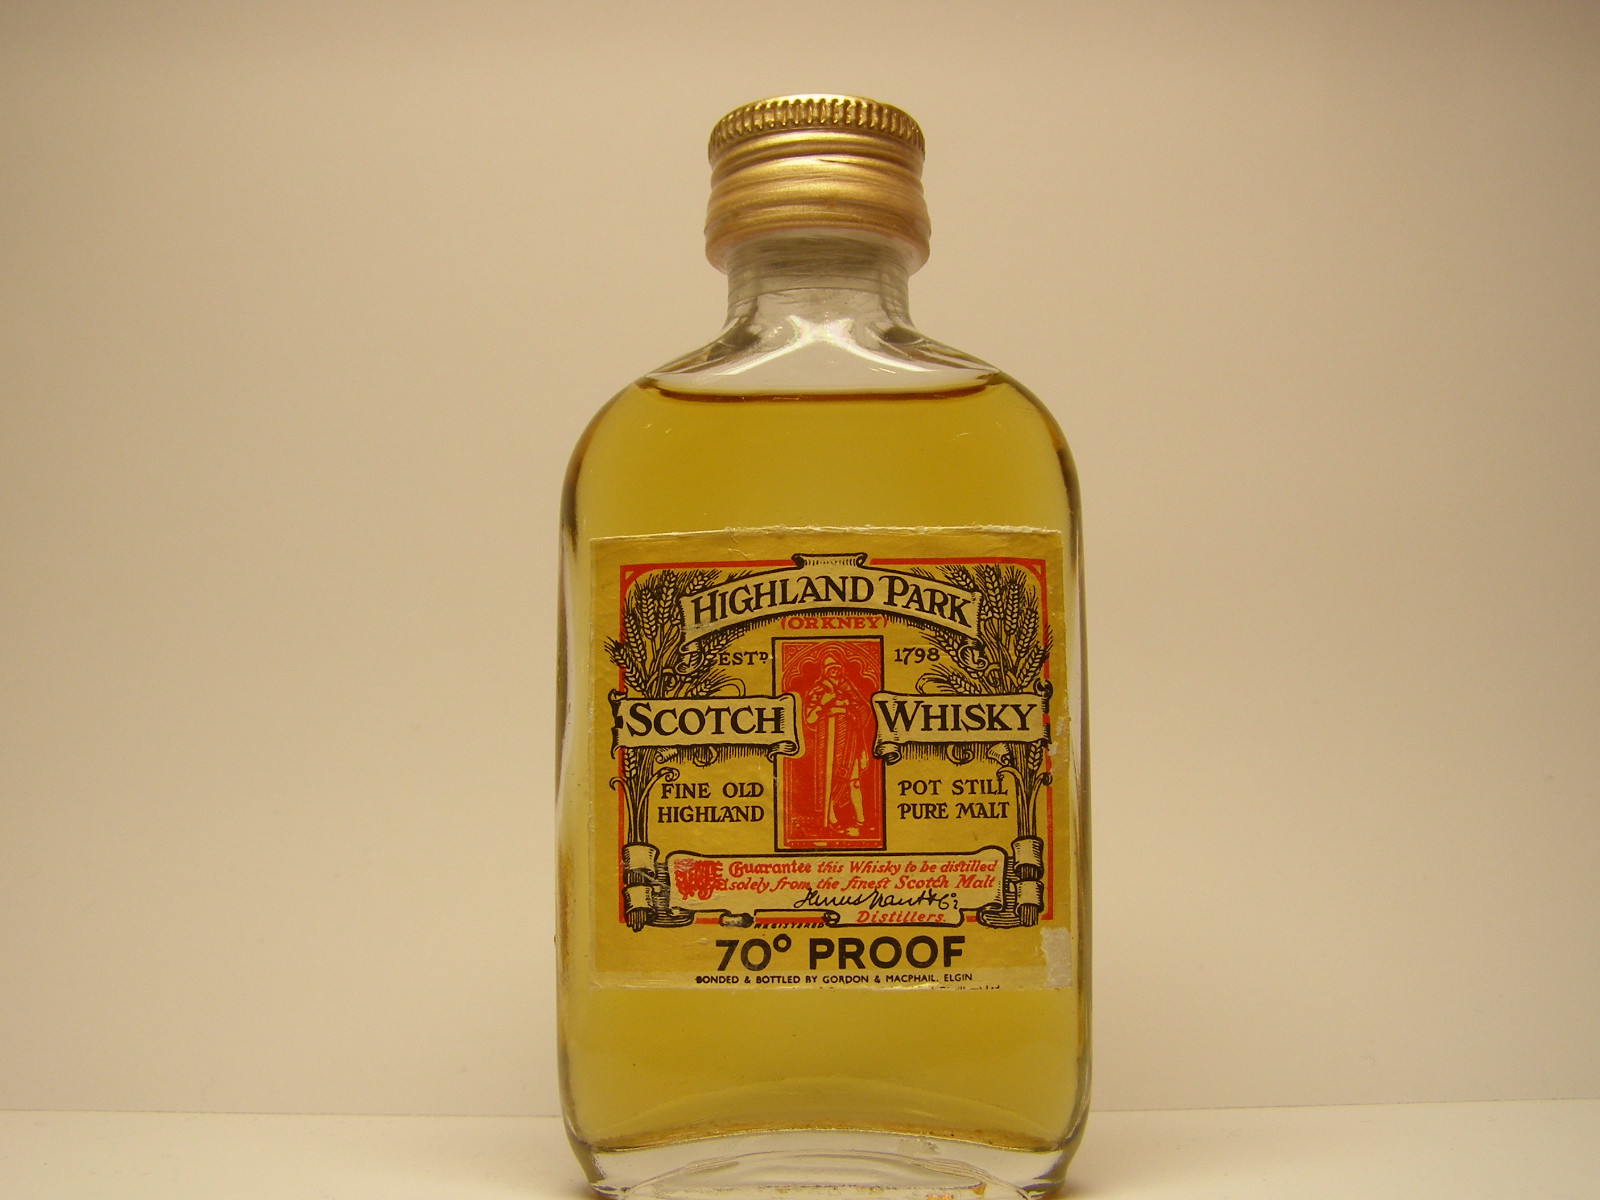 HIGHLAND PARK
(ORKNEY)
ESTD 1798
SCOTCH WHISKY
FINE OLD HIGHLAND
POT STILL PURE MALT
Guarantee this Whisky to be distilled
solely from the finest Scotch Malt
Distillers.
REGISTERED
70° PROOF
BONDED & BOTTLED BY GORDON & MACPHAIL, ELGIN